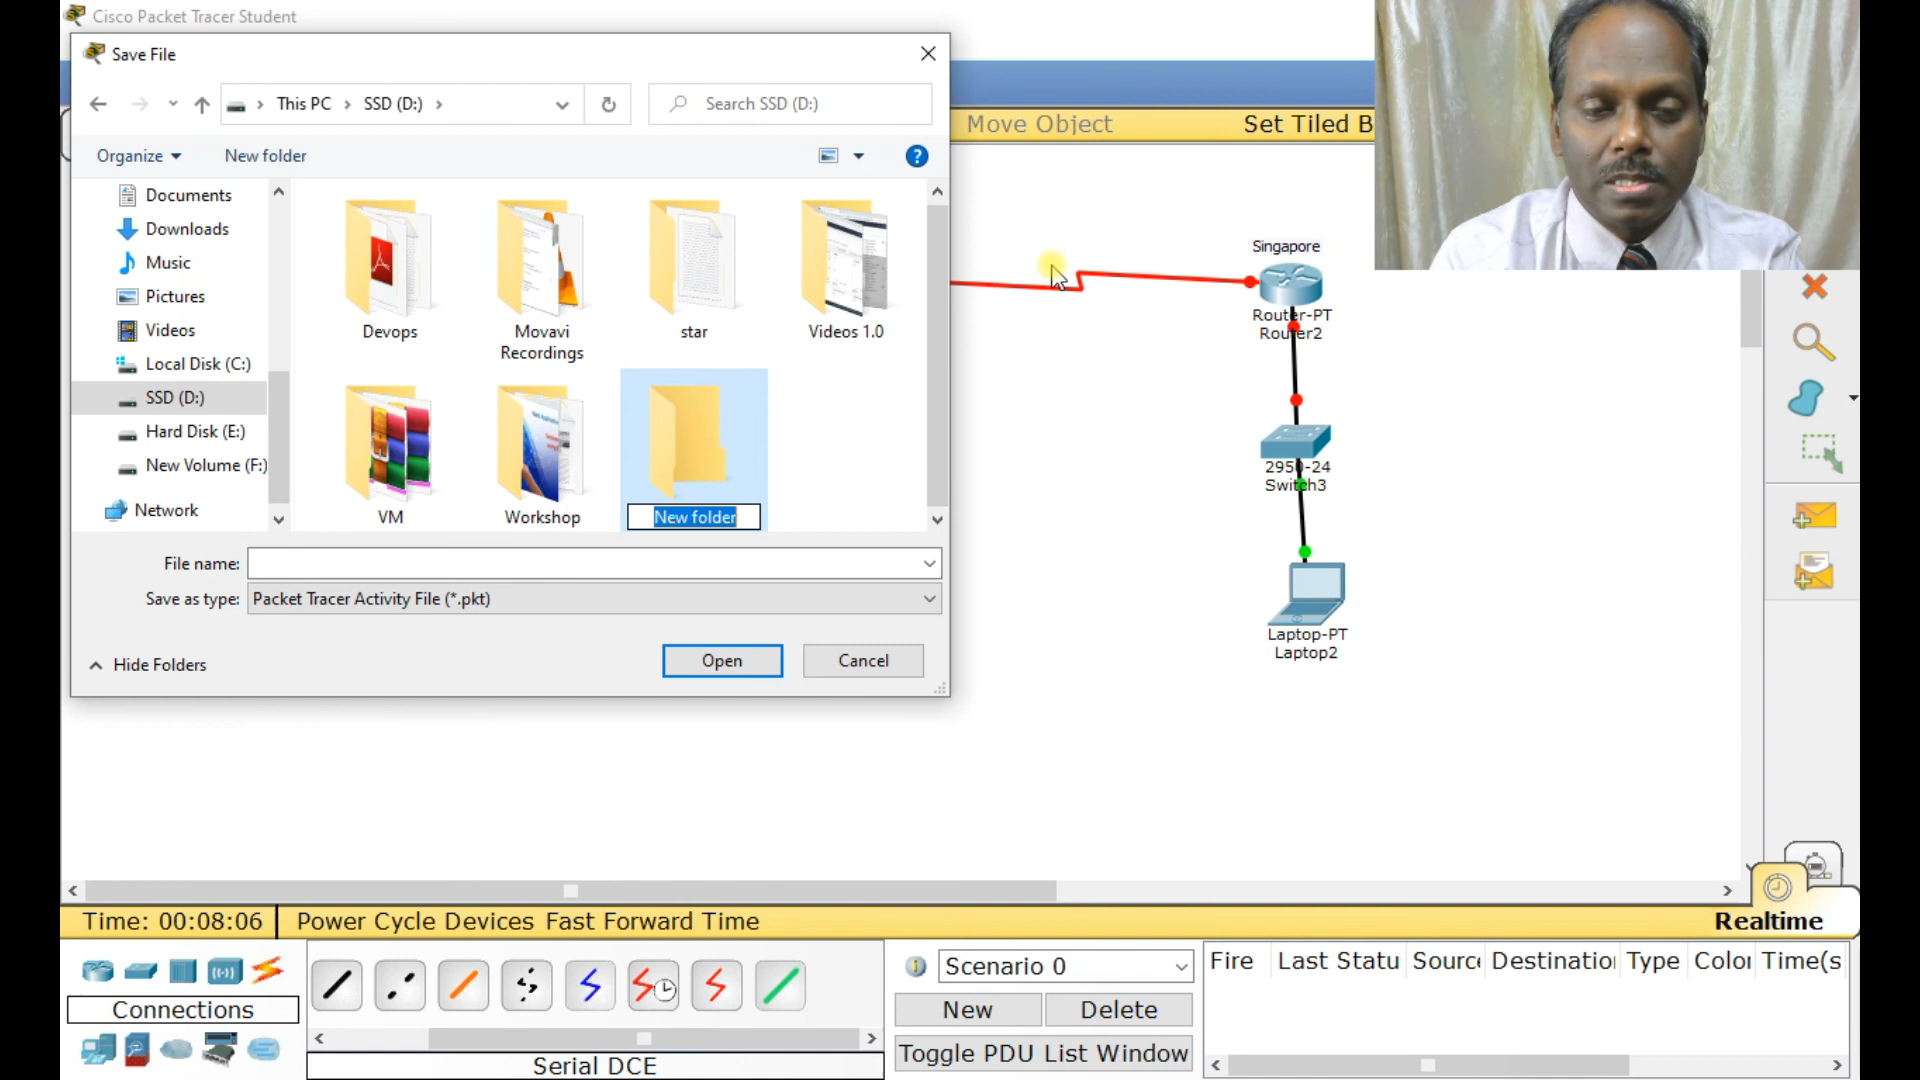 Cisco Packet Tracer Student
Save File
This PC
SSD (D:)
Search SSD (D:)
Move Object
Set Tiled B
Organize
New folder
Documents
Downloads
Music
Pictures
Videos
Local Disk (C:)
SSD (D:)
Hard Disk (E:)
New Volume (F:)
Network
Devops
Movavi
Recordings
star
Videos 1.0
VM
Workshop
New folder
File name:
Save as type:
Packet Tracer Activity File (*.pkt)
Hide Folders
Open
Cancel
Singapore
Router-PT
Router2
2950-24
Switch3
Laptop-PT
Laptop2
Time: 00:08:06
Power Cycle Devices Fast Forward Time
Realtime
Connections
Serial DCE
Scenario 0
New
Delete
Toggle PDU List Window
Fire
Last Statu
Source
Destination
Type
Color
Time(s